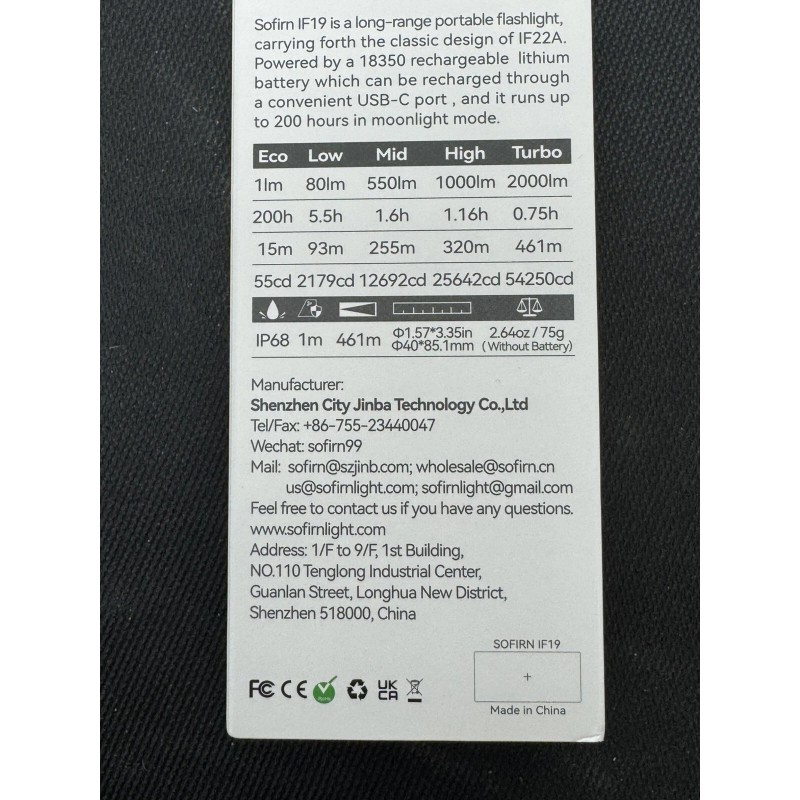 Sofirn IF19 is a long-range portable flashlight,
carrying forth the classic design of IF22A.
Powered by a 18350 rechargeable lithium
battery which can be recharged through
a convenient USB-C port , and it runs up
to 200 hours in moonlight mode.
Eco Low Mid High Turbo
1lm 80lm 550lm 1000lm 2000lm
200h 5.5h 1.6h 1.16h 0.75h
15m 93m 255m 320m 461m
55cd 2179cd 12692cd 25642cd 54250cd
IP68 1m 461m Φ1.57*3.35in 2.64oz / 75g
Φ40*85.1mm (Without Battery)
Manufacturer:
Shenzhen City Jinba Technology Co.,Ltd
Tel/Fax: +86-755-23440047
Wechat: sofirn99
Mail: sofirn@szjinb.com; wholesale@sofirn.cn
us@sofirnlight.com; sofirnlight@gmail.com
Feel free to contact us if you have any questions.
www.sofirnlight.com
Address: 1/F to 9/F, 1st Building,
NO.110 Tenglong Industrial Center,
Guanlan Street, Longhua New District,
Shenzhen 518000, China
SOFIRN IF19
+
Made in China
FC CE RoHS UK CA